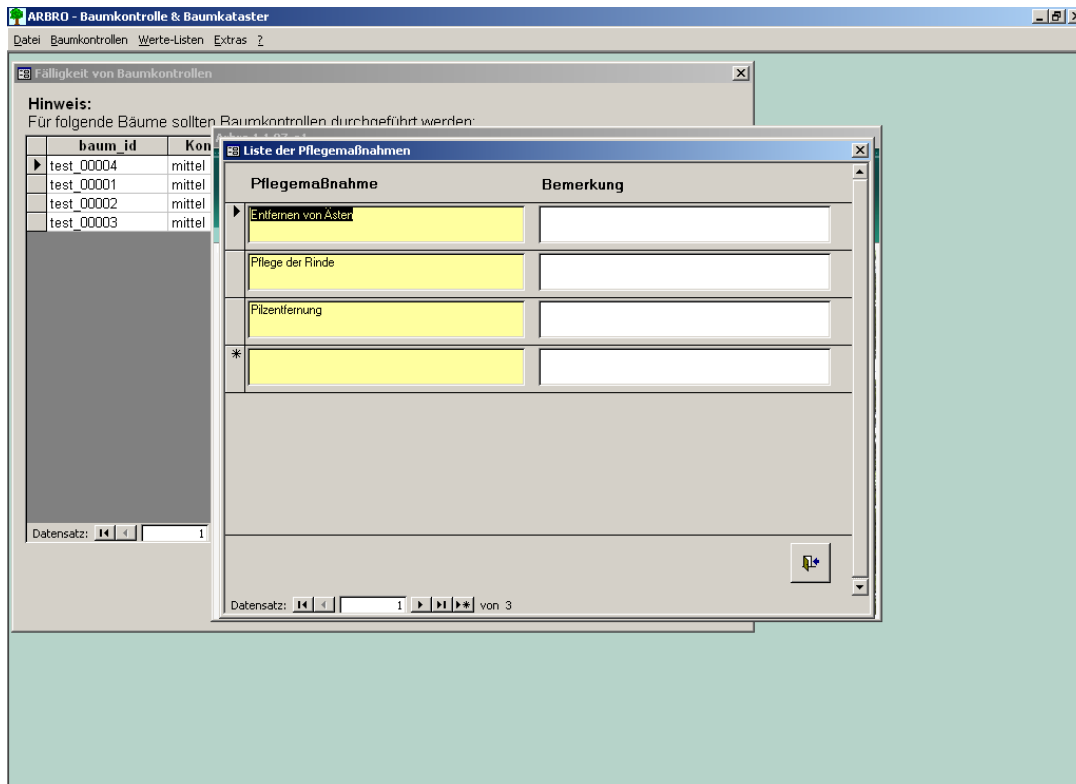 ARBRO - Baumkontrolle & Baumkataster
Datei Baumkontrollen Werte-Listen Extras ?
Fälligkeit von Baumkontrollen
Hinweis:
Für folgende Bäume sollten Baumkontrollen durchgeführt werden:
baum_id Kon
test_00004 mittel
test_00001 mittel
test_00002 mittel
test_00003 mittel
Datensatz: 1
Liste der Pflegemaßnahmen
Pflegemaßnahme Bemerkung
Entfernen von Ästen
Pflege der Rinde
Pilzentfernung
Datensatz: 1 von 3